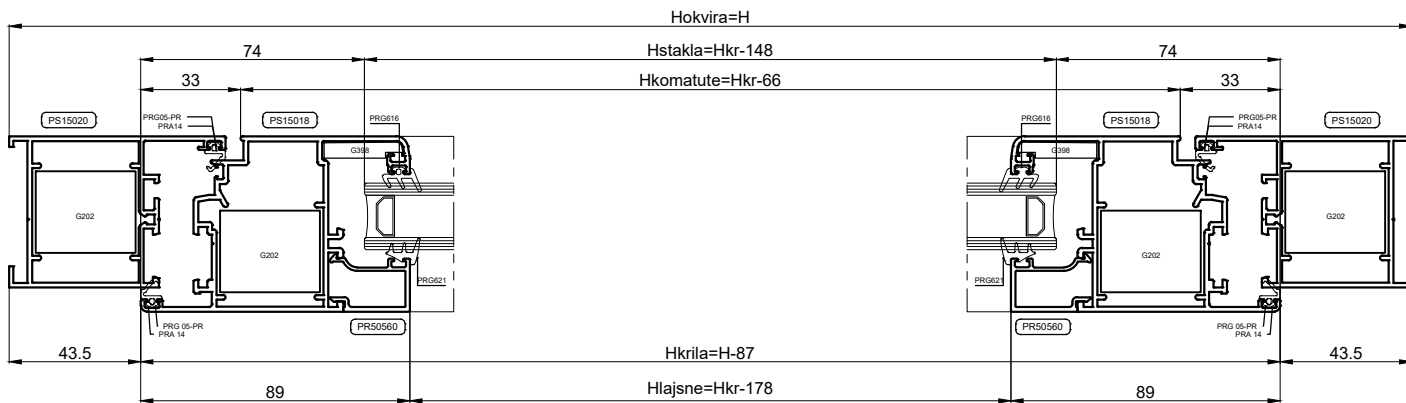 Hokvira=H
74
Hstakla=Hkr-148
74
33
Hkomatute=Hkr-66
33
PS15020
PRG05-PR
PRA14
PS15018
PRG616
PRG616
PS15018
PRG05-PR
PRA14
PS15020
G398
G398
G202
G202
G202
G202
PRG621
PRG621
PRG 05-PR
PRA 14
PR50560
PR50560
PRG 05-PR
PRA 14
43.5
Hkrila=H-87
43.5
89
Hlajsne=Hkr-178
89